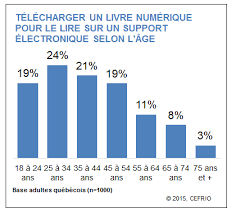 TÉLÉCHARGER UN LIVRE NUMÉRIQUE
POUR LE LIRE SUR UN SUPPORT
ÉLECTRONIQUE SELON L'ÂGE
19% 24% 21% 19% 11% 8% 3%
18 à 24 25 à 34 35 à 44 45 à 54 55 à 64 65 à 74 75 ans
ans ans ans ans ans ans et +
Base adultes québécois (n=1000)
© 2015, CEFRIO